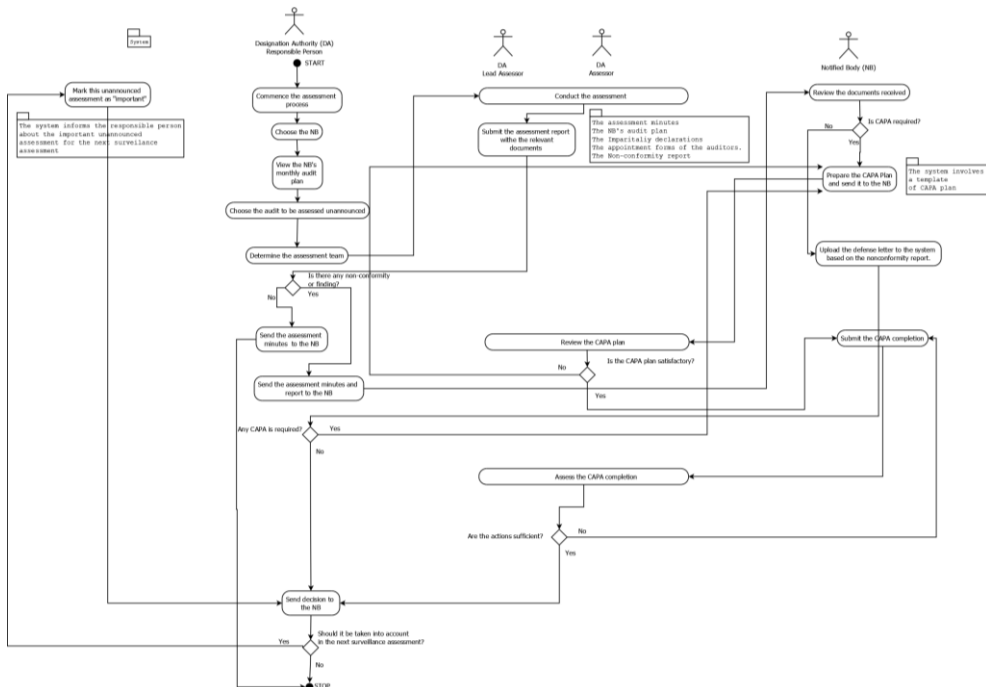 System
Designation Authority (DA)
Responsible Person
START
DA
Lead Assessor
DA
Assessor
Notified Body (NB)
Mark this unannounced
assessment as "important"
The system informs the responsible person
about the important unannounced
assessment for the next surveilance
assessment
Commence the assessment
process
Choose the NB
View the NB's
monthly audit
plan
Choose the audit to be assessed unannounced
Determine the assessment team
Conduct the assessment
Submit the assessment report
withe the relevant
documents
The assessment minutes
The NB's audit plan
The Imparitaliy declarations
The appointment forms of the auditors.
The Non-conformity report
Review the documents received
Is CAPA required?
No
Yes
Prepare the CAPA Plan
and send it to the NB
The system involves
a template
of CAPA plan
Upload the defense letter to the system
based on the nonconformity report.
Is there any non-conformity
or finding?
No
Yes
Send the assessment
minutes to the NB
Send the assessment minutes and
report to the NB
Review the CAPA plan
Is the CAPA plan satisfactory?
No
Yes
Submit the CAPA completion
Any CAPA is required?
Yes
No
Assess the CAPA completion
Are the actions sufficient?
No
Yes
Send decision to
the NB
Should it be taken into account
in the next surveillance assessment?
Yes
No
STOP